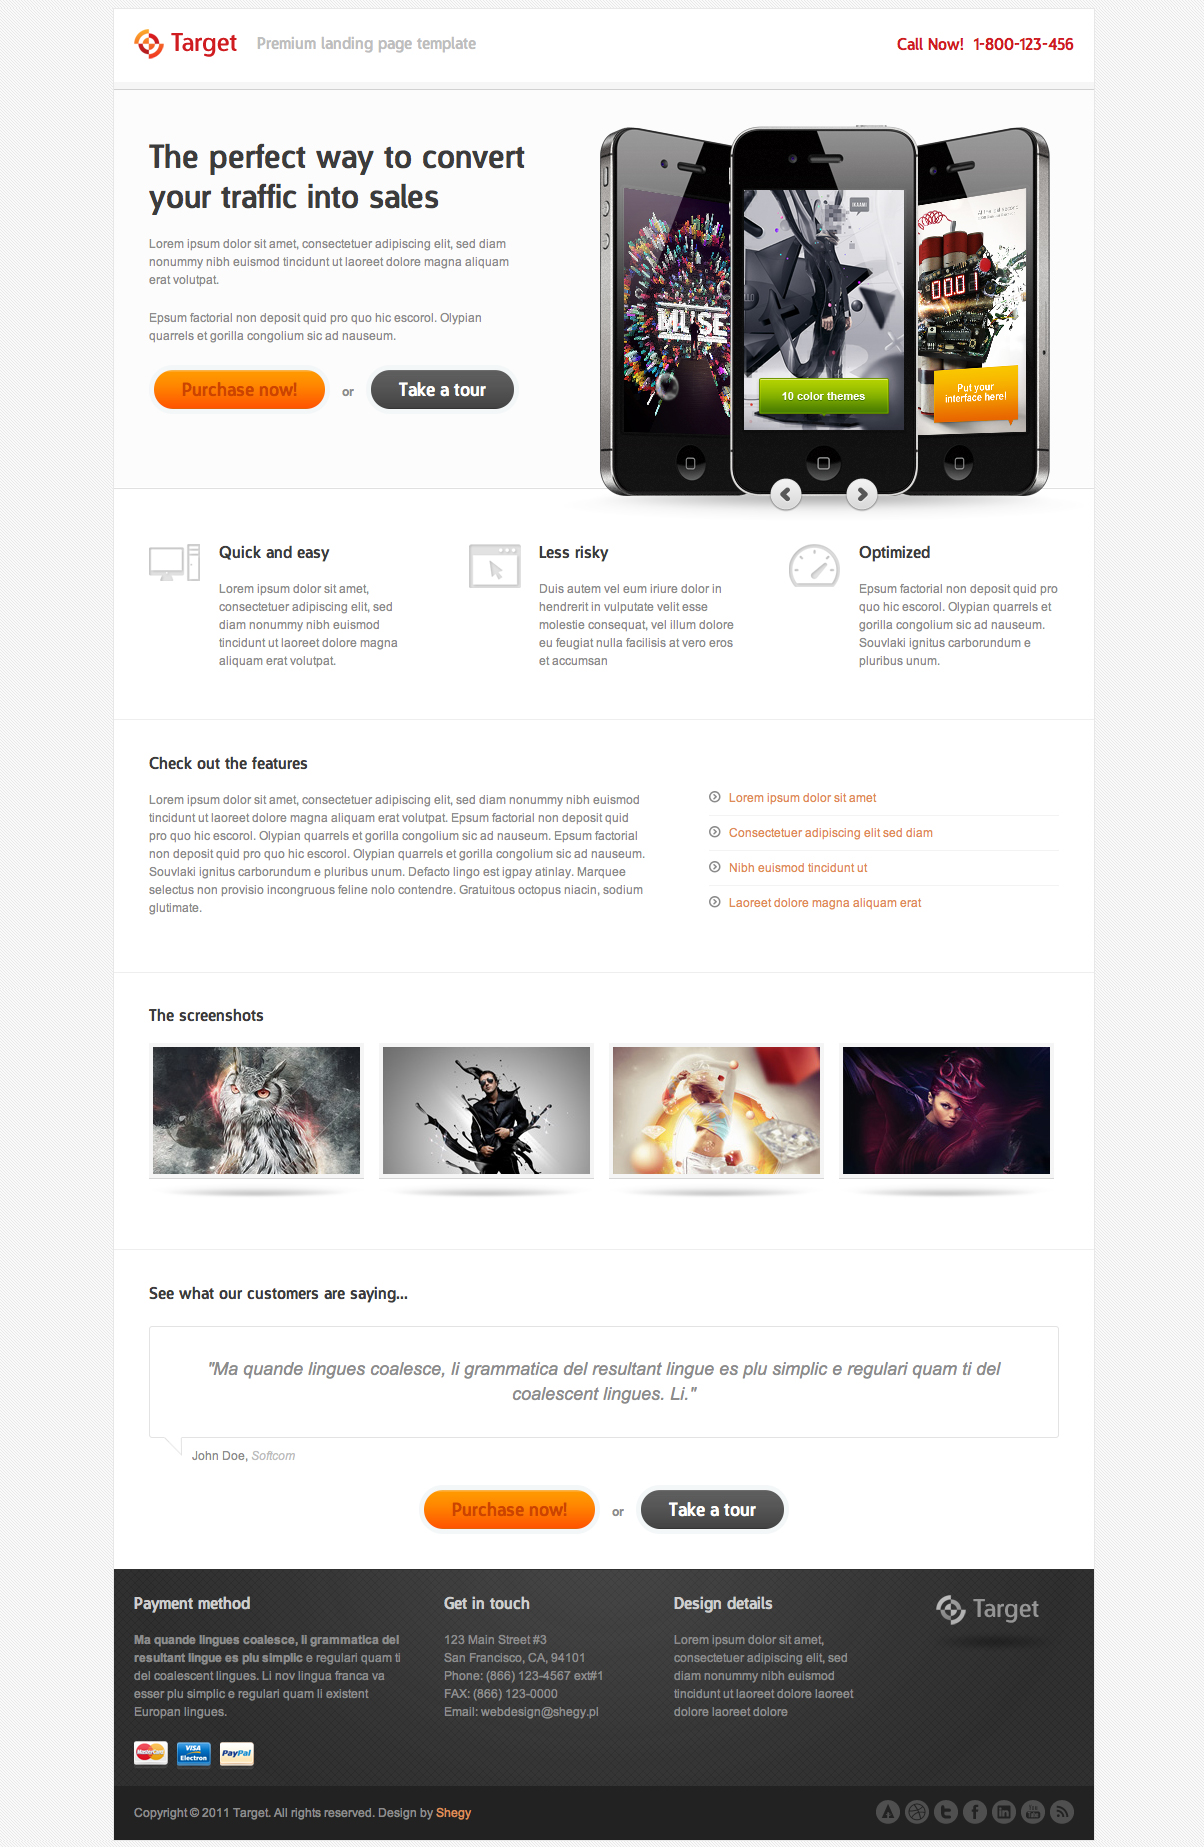 Target
Premium landing page template
Call Now! 1-800-123-456
The perfect way to convert
your traffic into sales
Lorem ipsum dolor sit amet, consectetuer adipiscing elit, sed diam
nonummy nibh euismod tincidunt ut laoreet dolore magna aliquam
erat volutpat.
Epsum factorial non deposit quid pro quo hic escorol. Olypian
quarrels et gorilla congolium sic ad nauseum.
Purchase now!
or
Take a tour
MUSE
10 color themes
00.01
Put your
interface here!
Quick and easy
Lorem ipsum dolor sit amet,
consectetuer adipiscing elit, sed
diam nonummy nibh euismod
tincidunt ut laoreet dolore magna
aliquam erat volutpat.
Less risky
Duis autem vel eum iriure dolor in
hendrerit in vulputate velit esse
molestie consequat, vel illum dolore
eu feugiat nulla facilisis at vero eros
et accumsan
Optimized
Epsum factorial non deposit quid pro
quo hic escorol. Olypian quarrels et
gorilla congolium sic ad nauseum.
Souvlaki ignitus carborundum e
pluribus unum.
Check out the features
Lorem ipsum dolor sit amet, consectetuer adipiscing elit, sed diam nonummy nibh euismod
tincidunt ut laoreet dolore magna aliquam erat volutpat. Epsum factorial non deposit quid
pro quo hic escorol. Olypian quarrels et gorilla congolium sic ad nauseum. Epsum factorial
non deposit quid pro quo hic escorol. Olypian quarrels et gorilla congolium sic ad nauseum.
Souvlaki ignitus carborundum e pluribus unum. Defacto lingo est igpay atinlay. Marquee
selectus non provisio incongruous feline nolo contendre. Gratuitous octopus niacin, sodium
glutimate.
Lorem ipsum dolor sit amet
Consectetuer adipiscing elit sed diam
Nibh euismod tincidunt ut
Laoreet dolore magna aliquam erat
The screenshots
See what our customers are saying...
"Ma quande lingues coalesce, li grammatica del resultant lingue es plu simplic e regulari quam ti del
coalescent lingues. Li."
John Doe, Softcom
Purchase now!
or
Take a tour
Payment method
Ma quande lingues coalesce, li grammatica del
resultant lingue es plu simplic e regulari quam ti
del coalescent lingues. Li nov lingua franca va
esser plu simplic e regulari quam li existent
Europan lingues.
MasterCard
VISA
Electron
PayPal
Get in touch
123 Main Street #3
San Francisco, CA, 94101
Phone: (866) 123-4567 ext#1
FAX: (866) 123-0000
Email: webdesign@shegy.pl
Design details
Lorem ipsum dolor sit amet,
consectetuer adipiscing elit, sed
diam nonummy nibh euismod
tincidunt ut laoreet dolore laoreet
dolore laoreet dolore
Target
Copyright © 2011 Target. All rights reserved. Design by Shegy